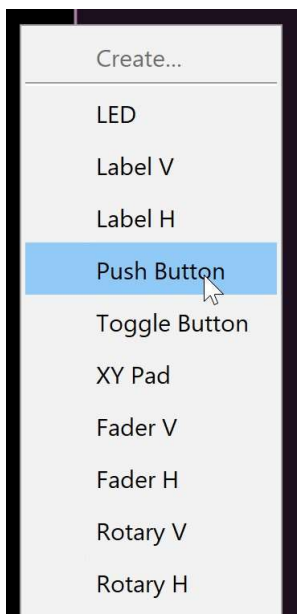 Create...
LED
Label V
Label H
Push Button
Toggle Button
XY Pad
Fader V
Fader H
Rotary V
Rotary H